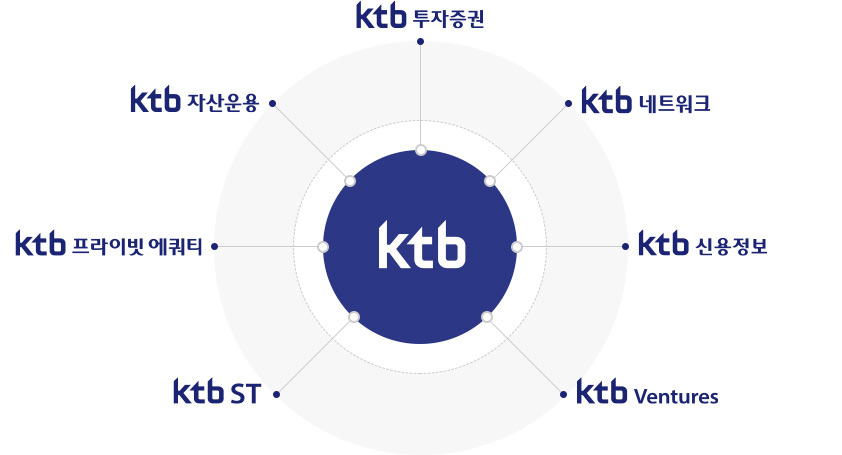 ktb 투자증권
ktb 자산운용
ktb 네트워크
ktb 프라이빗 에쿼티
ktb
ktb 신용정보
ktb ST
ktb Ventures